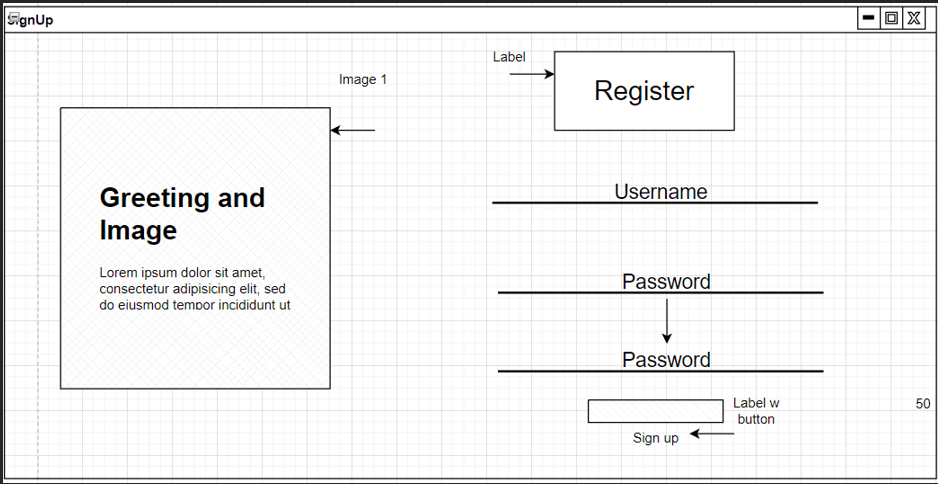 SignUp
Label
Image 1
Register
Greeting and
Image
Lorem ipsum dolor sit amet,
consectetur adipisicing elit, sed
do eiusmod tempor incididunt ut
Username
Password
Password
Label w
button
50
Sign up